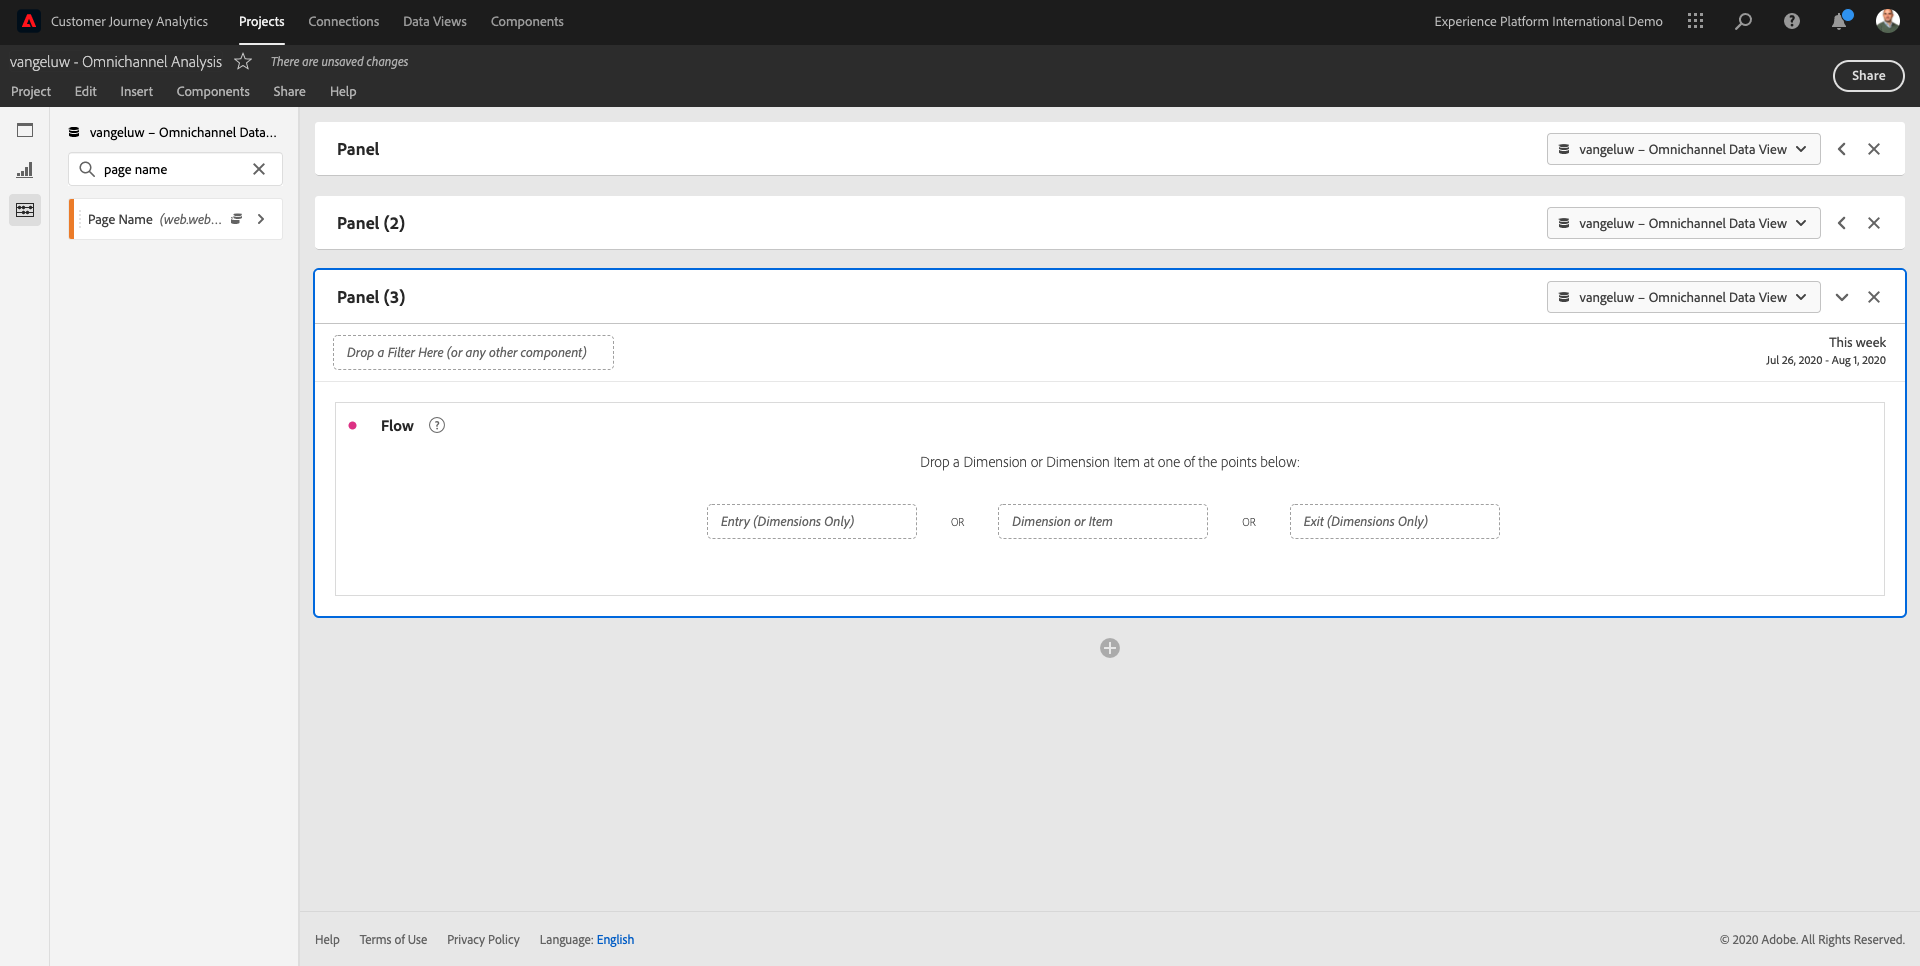 Customer Journey Analytics Projects Connections Data Views Components Experience Platform International Demo
vangeluw - Omnichannel Analysis There are unsaved changes
Share
Project Edit Insert Components Share Help
vangeluw – Omnichannel Data...
page name
Page Name (web.web...
Panel vangeluw – Omnichannel Data View
Panel (2) vangeluw – Omnichannel Data View
Panel (3) vangeluw – Omnichannel Data View
Drop a Filter Here (or any other component)
This week
Jul 26, 2020 - Aug 1, 2020
Flow ?
Drop a Dimension or Dimension Item at one of the points below:
Entry (Dimensions Only) OR Dimension or Item OR Exit (Dimensions Only)
Help Terms of Use Privacy Policy Language: English © 2020 Adobe. All Rights Reserved.